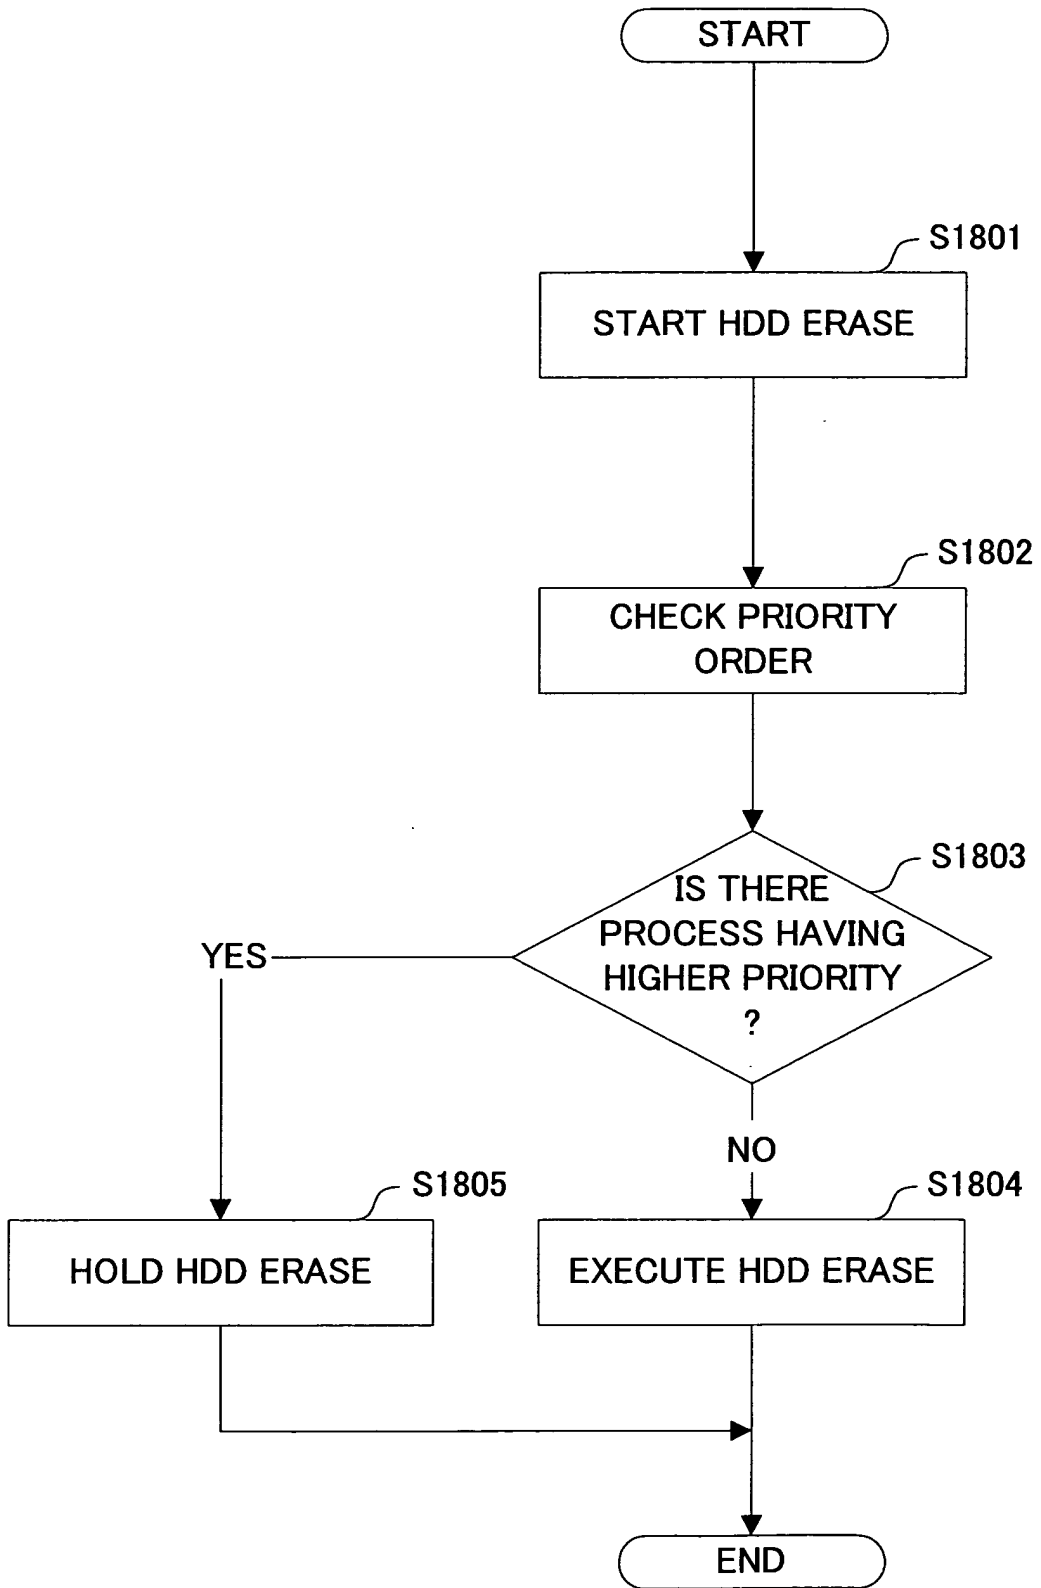 START
S1801
START HDD ERASE
S1802
CHECK PRIORITY
ORDER
S1803
IS THERE
PROCESS HAVING
HIGHER PRIORITY
?
YES
NO
S1805
HOLD HDD ERASE
S1804
EXECUTE HDD ERASE
END